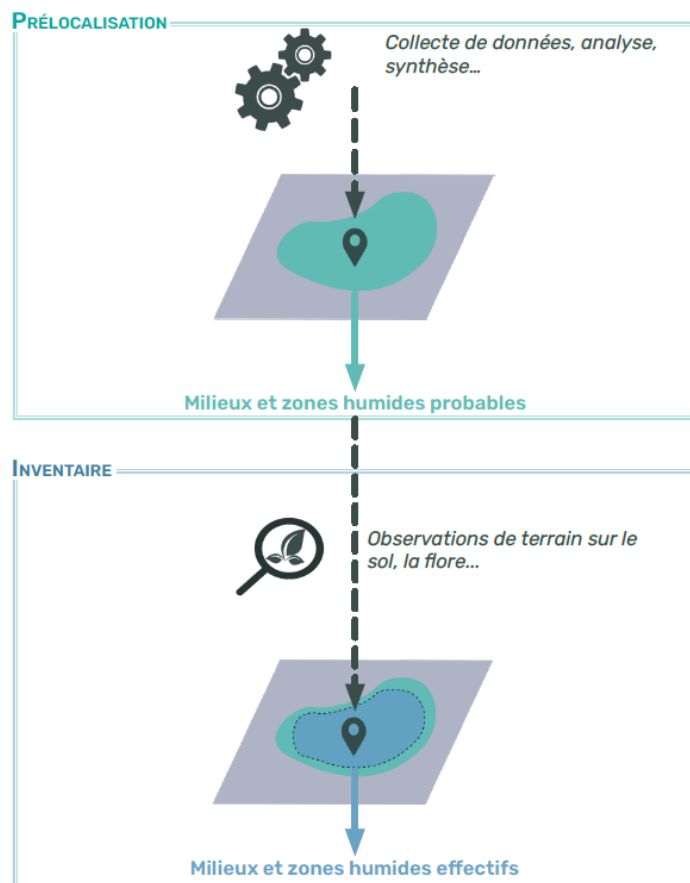 PRÉLOCALISATION
Collecte de données, analyse,
synthèse…
Milieux et zones humides probables
INVENTAIRE
Observations de terrain sur le
sol, la flore...
Milieux et zones humides effectifs